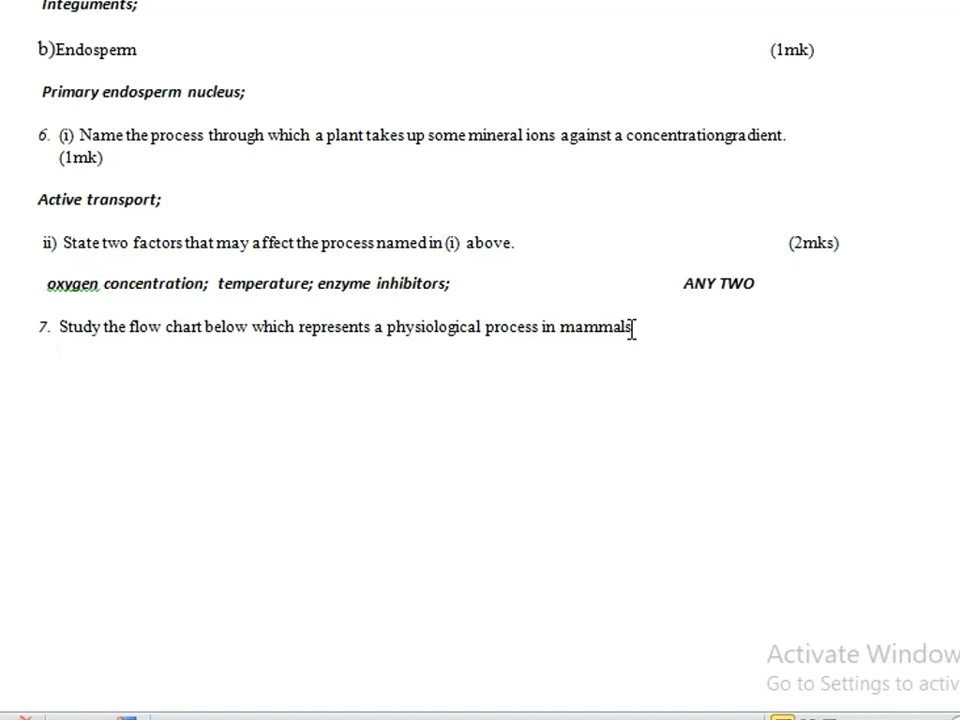 Integuments;
b)Endosperm (1mk)
Primary endosperm nucleus;
6. (i) Name the process through which a plant takes up some mineral ions against a concentrationgradient.
(1mk)
Active transport;
ii) State two factors that may affect the process named in (i) above. (2mks)
oxygen concentration; temperature; enzyme inhibitors; ANY TWO
7. Study the flow chart below which represents a physiological process in mammals
Activate Window
Go to Settings to activ